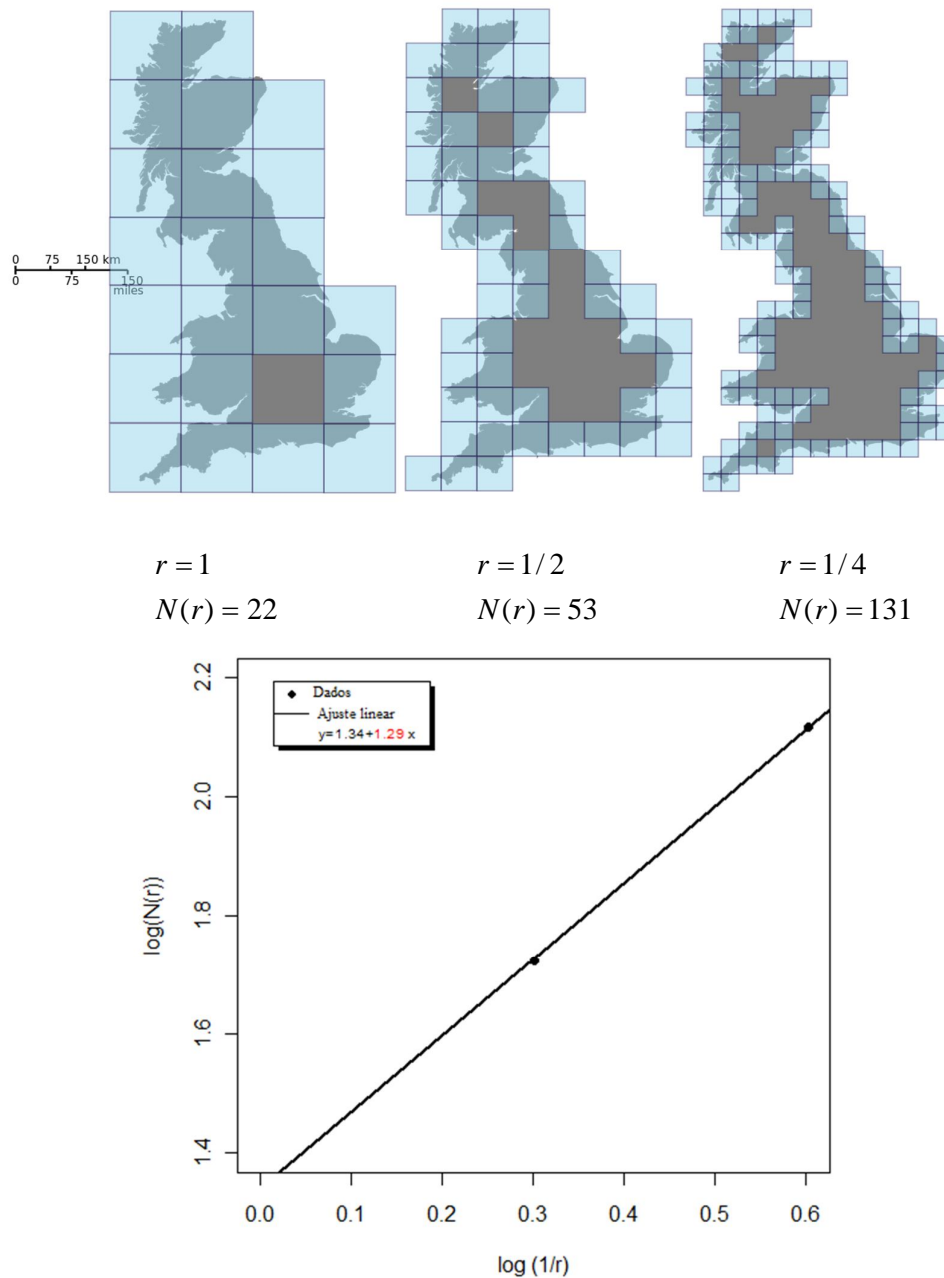 0 75 150 km
0 75 150
miles
r = 1 r = 1/2 r = 1/4
N(r) = 22 N(r) = 53 N(r) = 131
Dados
Ajuste linear
y=1.34+1.29 x
2.2
2.0
1.8
1.6
1.4
log(N(r))
0.0 0.1 0.2 0.3 0.4 0.5 0.6
log (1/r)